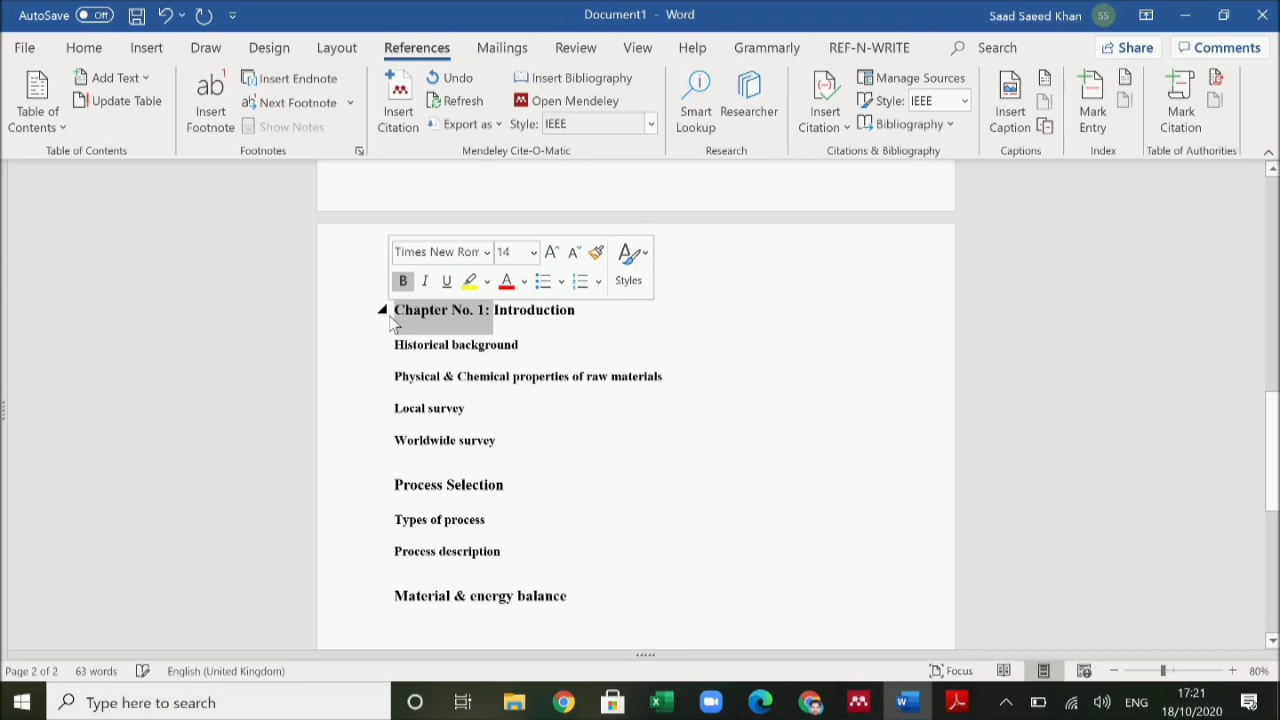 AutoSave Off Document1 - Word Saad Saeed Khan SS
File Home Insert Draw Design Layout References Mailings Review View Help Grammarly REF-N-WRITE Search Share Comments
Table of Contents
Add Text
Update Table
Table of Contents
ab
Insert Footnote
Insert Endnote
Next Footnote
Show Notes
Footnotes
Insert Citation
Undo
Refresh
Export as
Insert Bibliography
Open Mendeley
Style: IEEE
Mendeley Cite-O-Matic
Smart Lookup
Researcher
Research
Insert Citation
Manage Sources
Style: IEEE
Bibliography
Citations & Bibliography
Insert Caption
Captions
Mark Entry
Index
Mark Citation
Table of Authorities
Times New Ron 14
B I U A Styles
Chapter No. 1: Introduction
Historical background
Physical & Chemical properties of raw materials
Local survey
Worldwide survey
Process Selection
Types of process
Process description
Material & energy balance
Page 2 of 2 63 words English (United Kingdom) Focus 80%
Type here to search ENG 17:21
18/10/2020